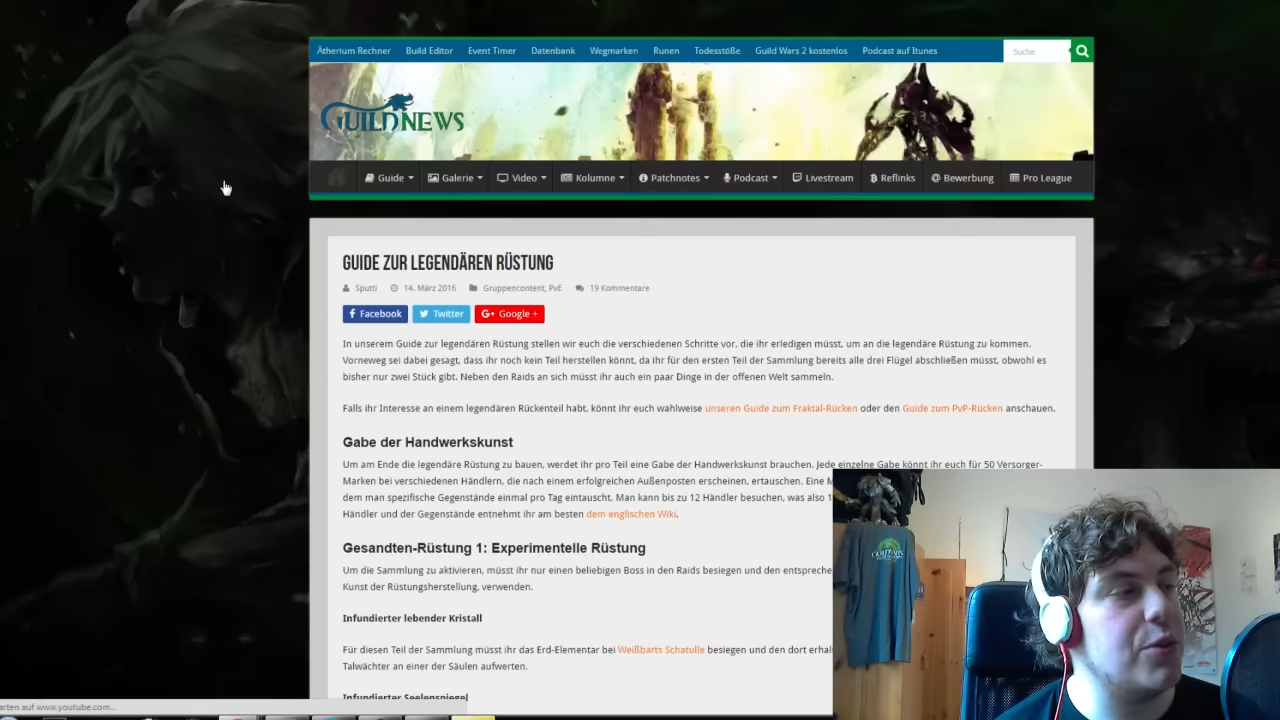 Ätherium Rechner Build Editor Event Timer Datenbank Wegmarken Runen Todesstöße Guild Wars 2 kostenlos Podcast auf Itunes Suche
GUILDNEWS
Guide Galerie Video Kolumne Patchnotes Podcast Livestream Reflinks Bewerbung Pro League
GUIDE ZUR LEGENDÄREN RÜSTUNG
Sputti 14. März 2016 Gruppencontent, PvE 19 Kommentare
Facebook Twitter Google +
In unserem Guide zur legendären Rüstung stellen wir euch die verschiedenen Schritte vor, die ihr erledigen müsst, um an die legendäre Rüstung zu kommen.
Vorneweg sei dabei gesagt, dass ihr noch kein Teil herstellen könnt, da ihr für den ersten Teil der Sammlung bereits alle drei Flügel abschließen müsst, obwohl es
bisher nur zwei Stück gibt. Neben den Raids an sich müsst ihr auch ein paar Dinge in der offenen Welt sammeln.
Falls ihr Interesse an einem legendären Rückenteil habt, könnt ihr euch wahlweise unseren Guide zum Fraktal-Rücken oder den Guide zum PvP-Rücken anschauen.
Gabe der Handwerkskunst
Um am Ende die legendäre Rüstung zu bauen, werdet ihr pro Teil eine Gabe der Handwerkskunst brauchen. Jede einzelne Gabe könnt ihr euch für 50 Versorger-
Marken bei verschiedenen Händlern, die nach einem erfolgreichen Außenposten erscheinen, ertauschen. Eine M
dem man spezifische Gegenstände einmal pro Tag eintauscht. Man kann bis zu 12 Händler besuchen, was also 1
Händler und der Gegenstände entnehmt ihr am besten dem englischen Wiki.
Gesandten-Rüstung 1: Experimentelle Rüstung
Um die Sammlung zu aktivieren, müsst ihr nur einen beliebigen Boss in den Raids besiegen und den entspreche
Kunst der Rüstungsherstellung, verwenden.
Infundierter lebender Kristall
Für diesen Teil der Sammlung müsst ihr das Erd-Elementar bei Weißbarts Schatulle besiegen und den dort erhal
Talwächter an einer der Säulen aufwerten.
Infundierter Seelenspiegel
arten auf www.youtube.com...